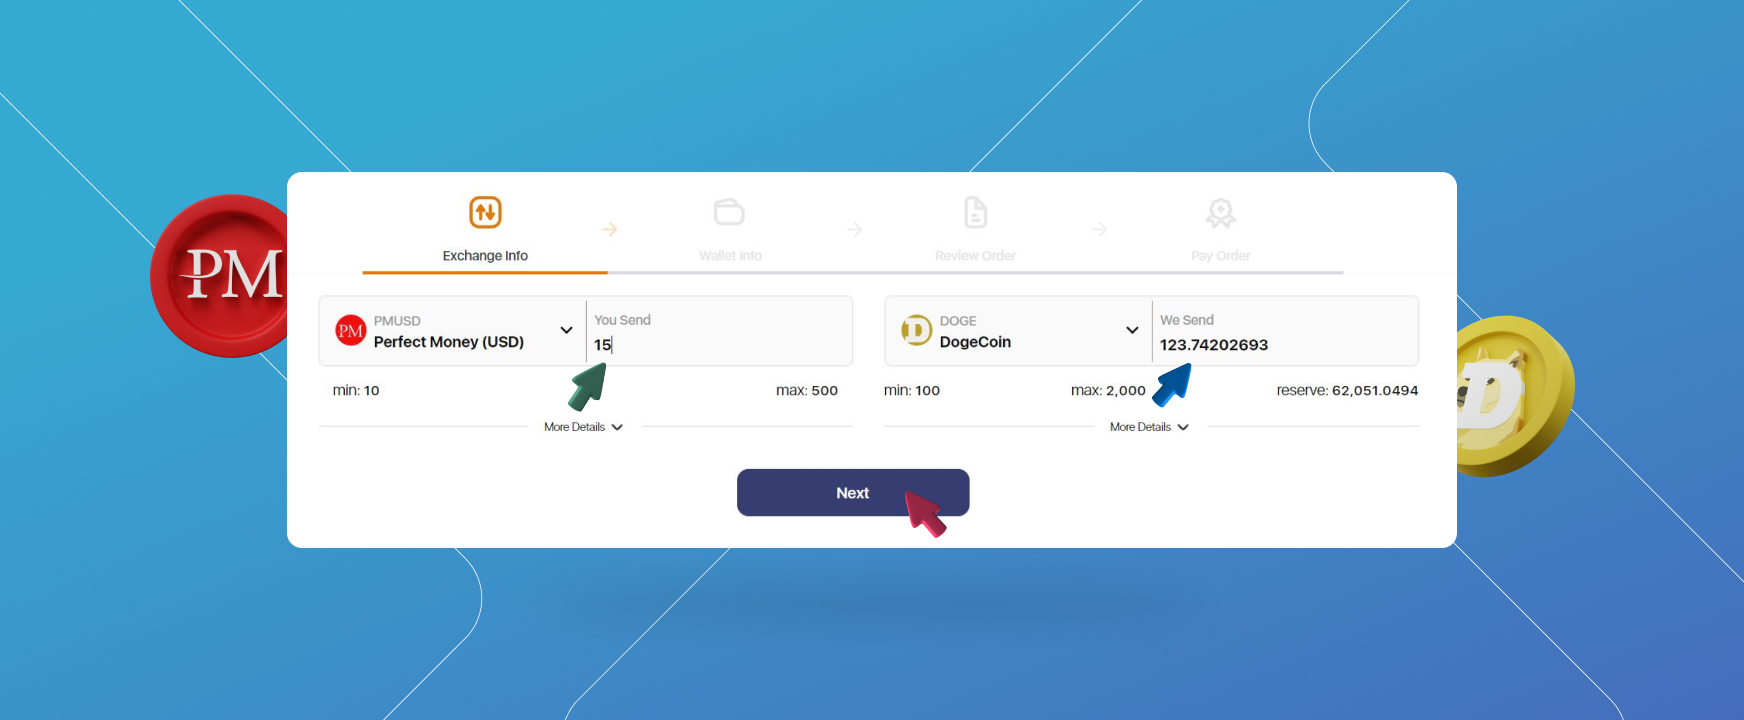 Exchange Info
Wallet Info
Review Order
Pay Order
PM
PMUSD
Perfect Money (USD)
You Send
15
PM
D
DOGE
DogeCoin
We Send
123.74202693
min: 10
max: 500
min: 100
max: 2,000
reserve: 62,051.0494
D
More Details
More Details
Next